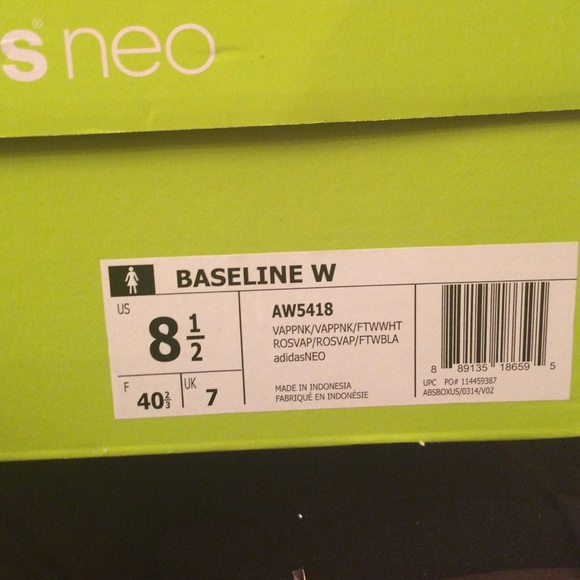 s® neo
BASELINE W
US
8 1/2
F 40 2/3
UK 7
AW5418
VAPPNK/VAPPNK/FTWWHT
ROSVAP/ROSVAP/FTWBLA
adidasNEO
MADE IN INDONESIA
FABRIQUÉ EN INDONÉSIE
8 89135 18659 5
UPC PO# 114459387
ABSBOXUS/0314/V02